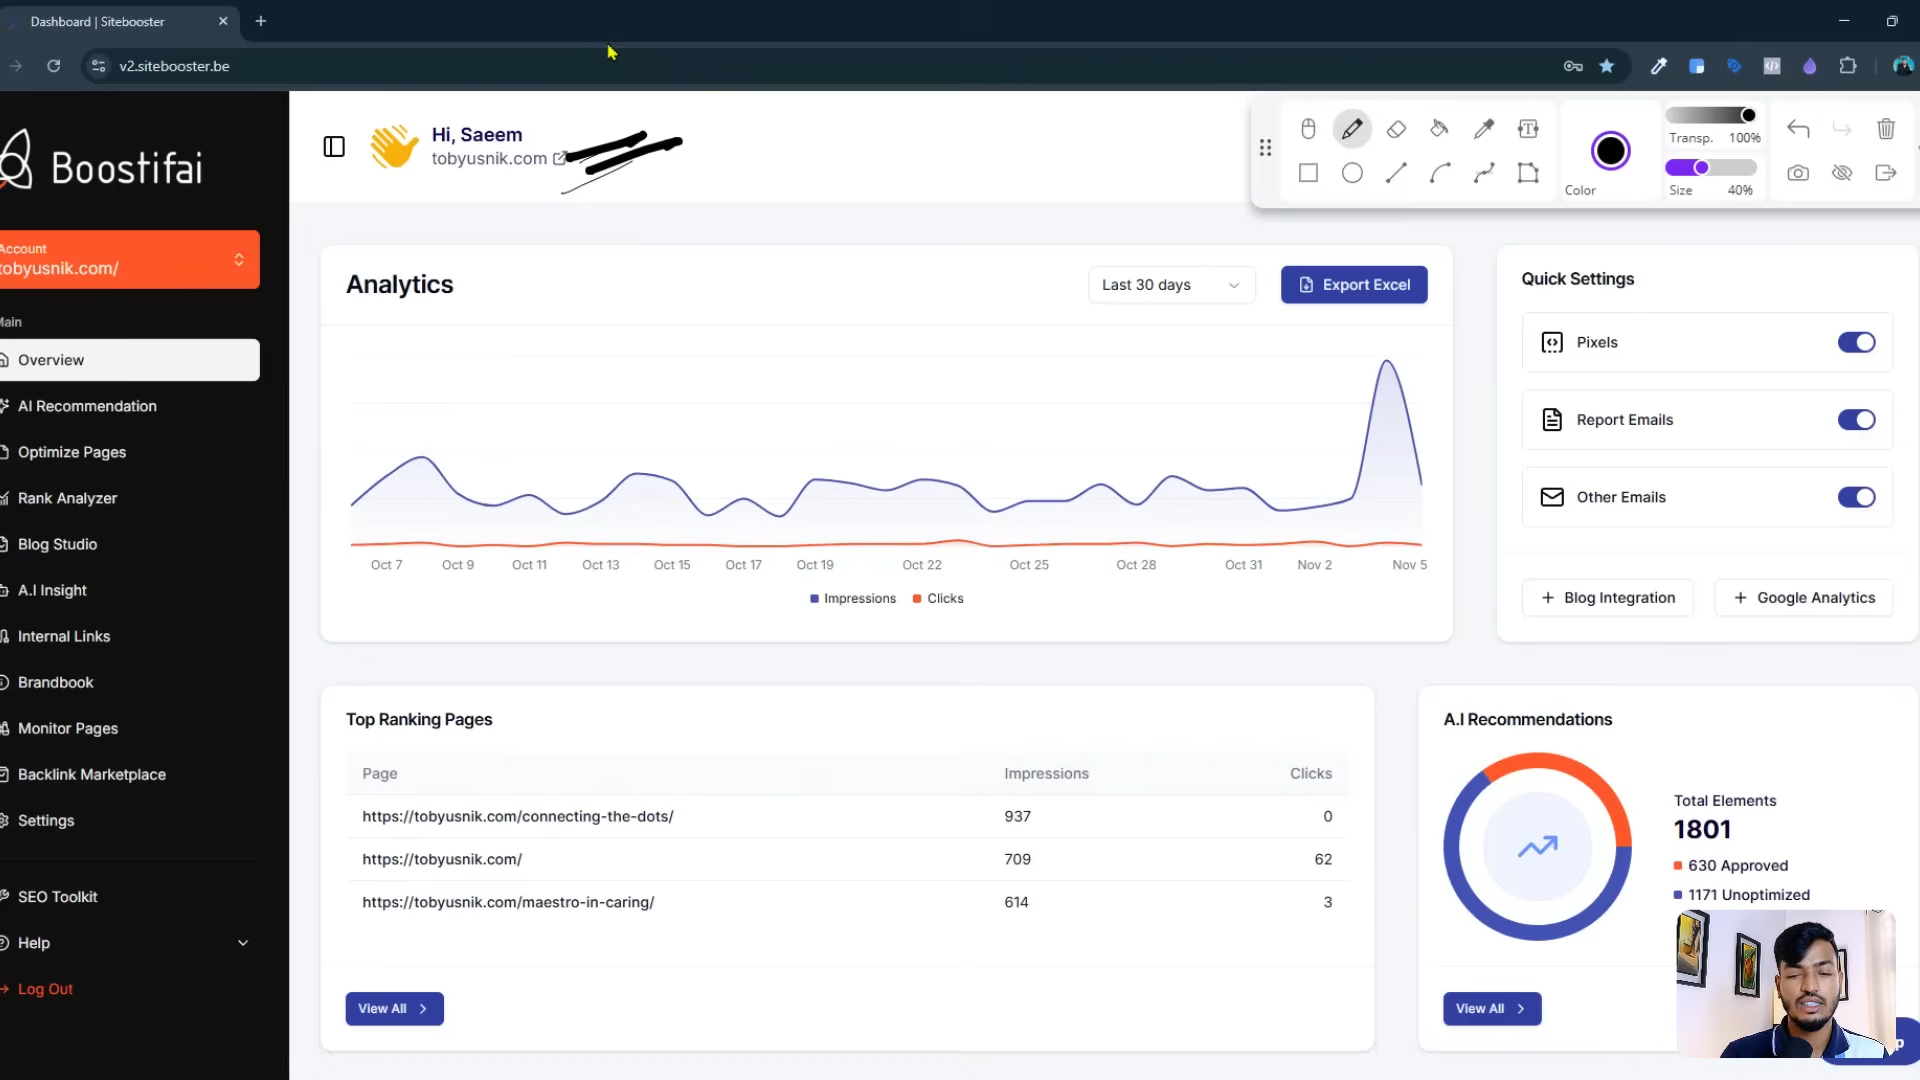 Dashboard | Sitebooster
v2.sitebooster.be
Boostifai
Hi, Saeem
tobyusnik.com
Transp. 100%
Color
Size 40%
Account
tobyusnik.com/
Main
Overview
AI Recommendation
Optimize Pages
Rank Analyzer
Blog Studio
A.I Insight
Internal Links
Brandbook
Monitor Pages
Backlink Marketplace
Settings
SEO Toolkit
Help
Log Out
Analytics
Last 30 days
Export Excel
Oct 7 Oct 9 Oct 11 Oct 13 Oct 15 Oct 17 Oct 19 Oct 22 Oct 25 Oct 28 Oct 31 Nov 2 Nov 5
Impressions Clicks
Quick Settings
Pixels
Report Emails
Other Emails
+ Blog Integration
+ Google Analytics
Top Ranking Pages
Page Impressions Clicks
https://tobyusnik.com/connecting-the-dots/ 937 0
https://tobyusnik.com/ 709 62
https://tobyusnik.com/maestro-in-caring/ 614 3
View All
A.I Recommendations
Total Elements
1801
630 Approved
1171 Unoptimized
View All